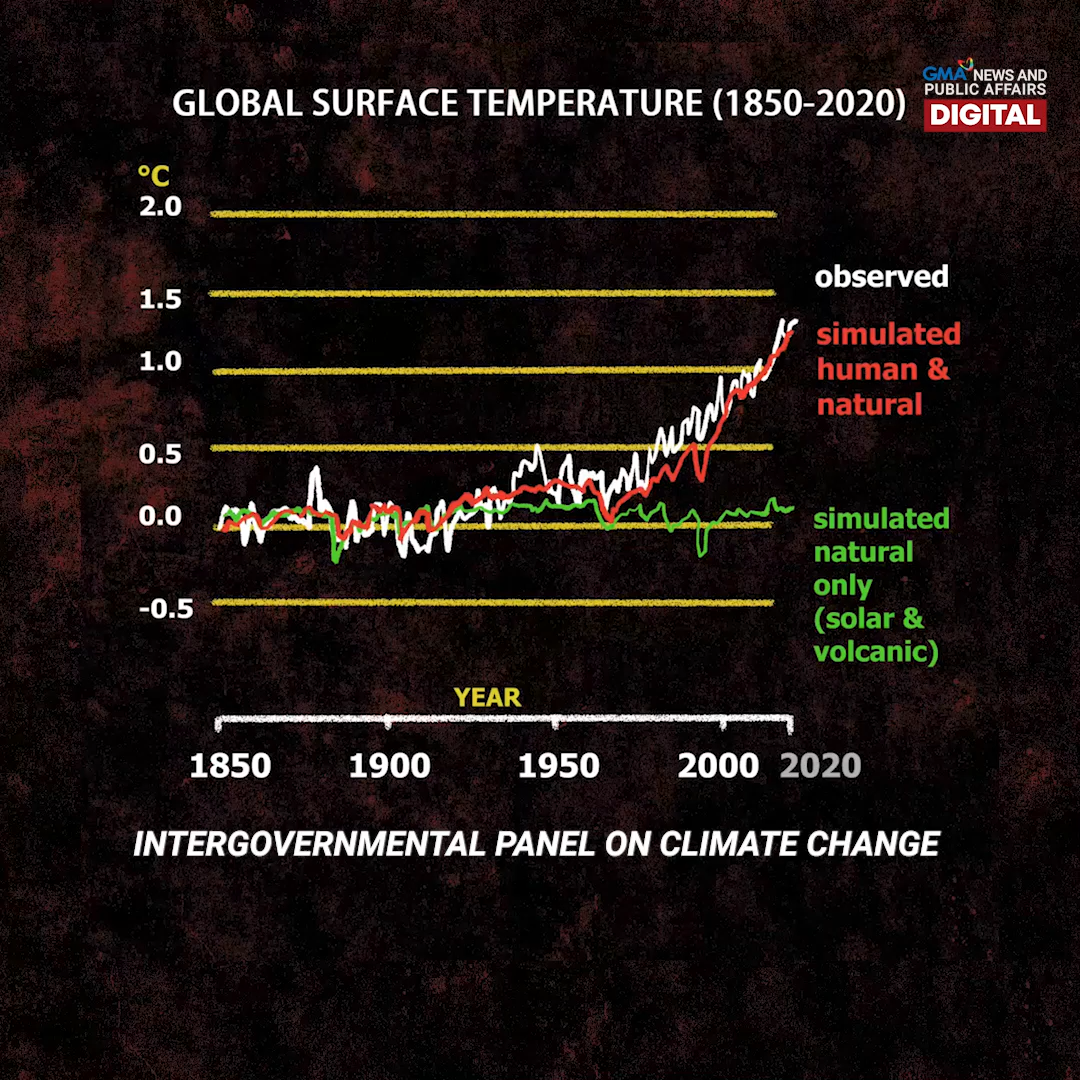 GLOBAL SURFACE TEMPERATURE (1850-2020)
GMA NEWS AND
PUBLIC AFFAIRS
DIGITAL
°C
2.0
1.5
1.0
0.5
0.0
-0.5
observed
simulated
human &
natural
simulated
natural
only
(solar &
volcanic)
YEAR
1850 1900 1950 2000 2020
INTERGOVERNMENTAL PANEL ON CLIMATE CHANGE